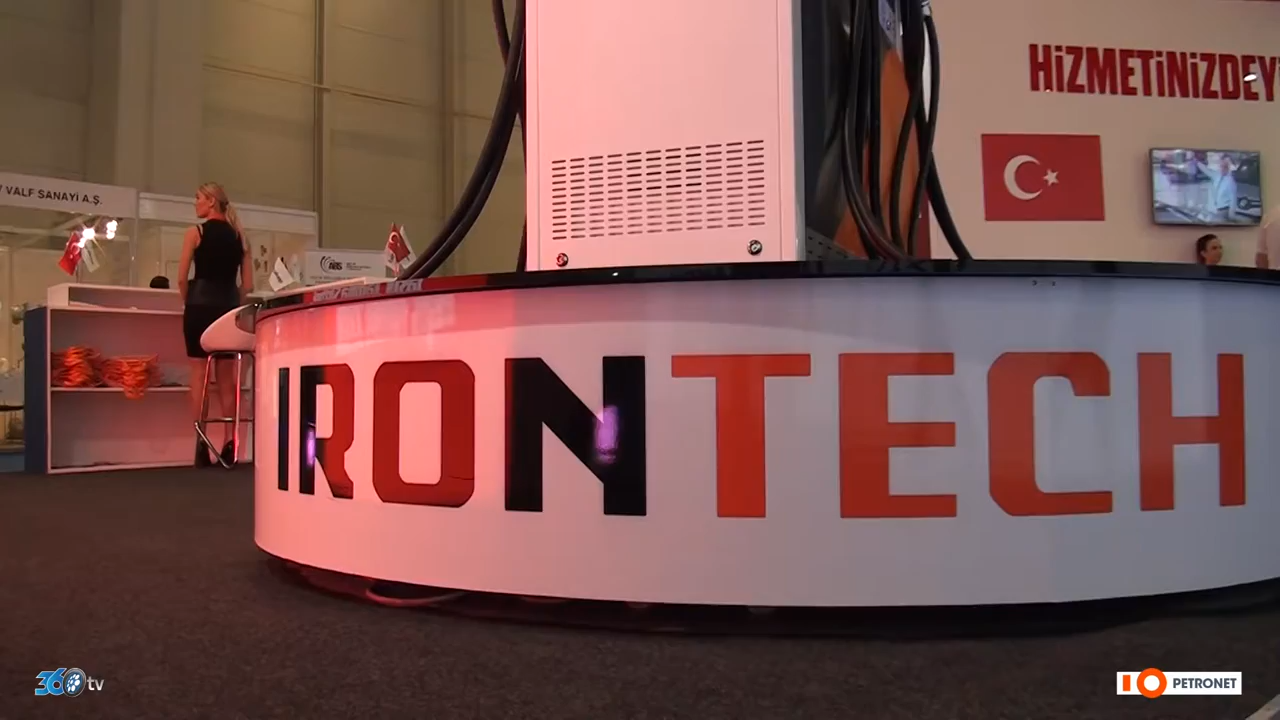 HİZMETİNİZDEY
VALF SANAYİ A.Ş.
IRONTECH
360tv
PETRONET